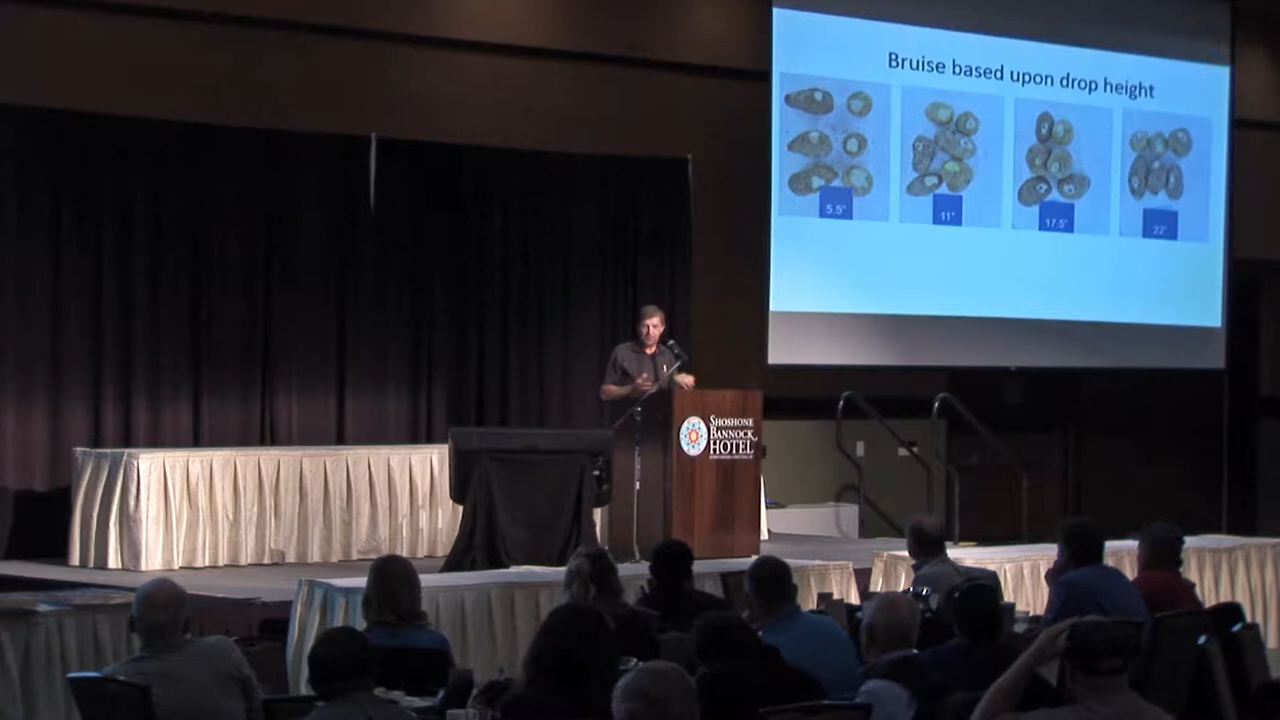 Bruise based upon drop height
5.5"
11"
17.5"
22"
SHOSHONE
BANNOCK
HOTEL